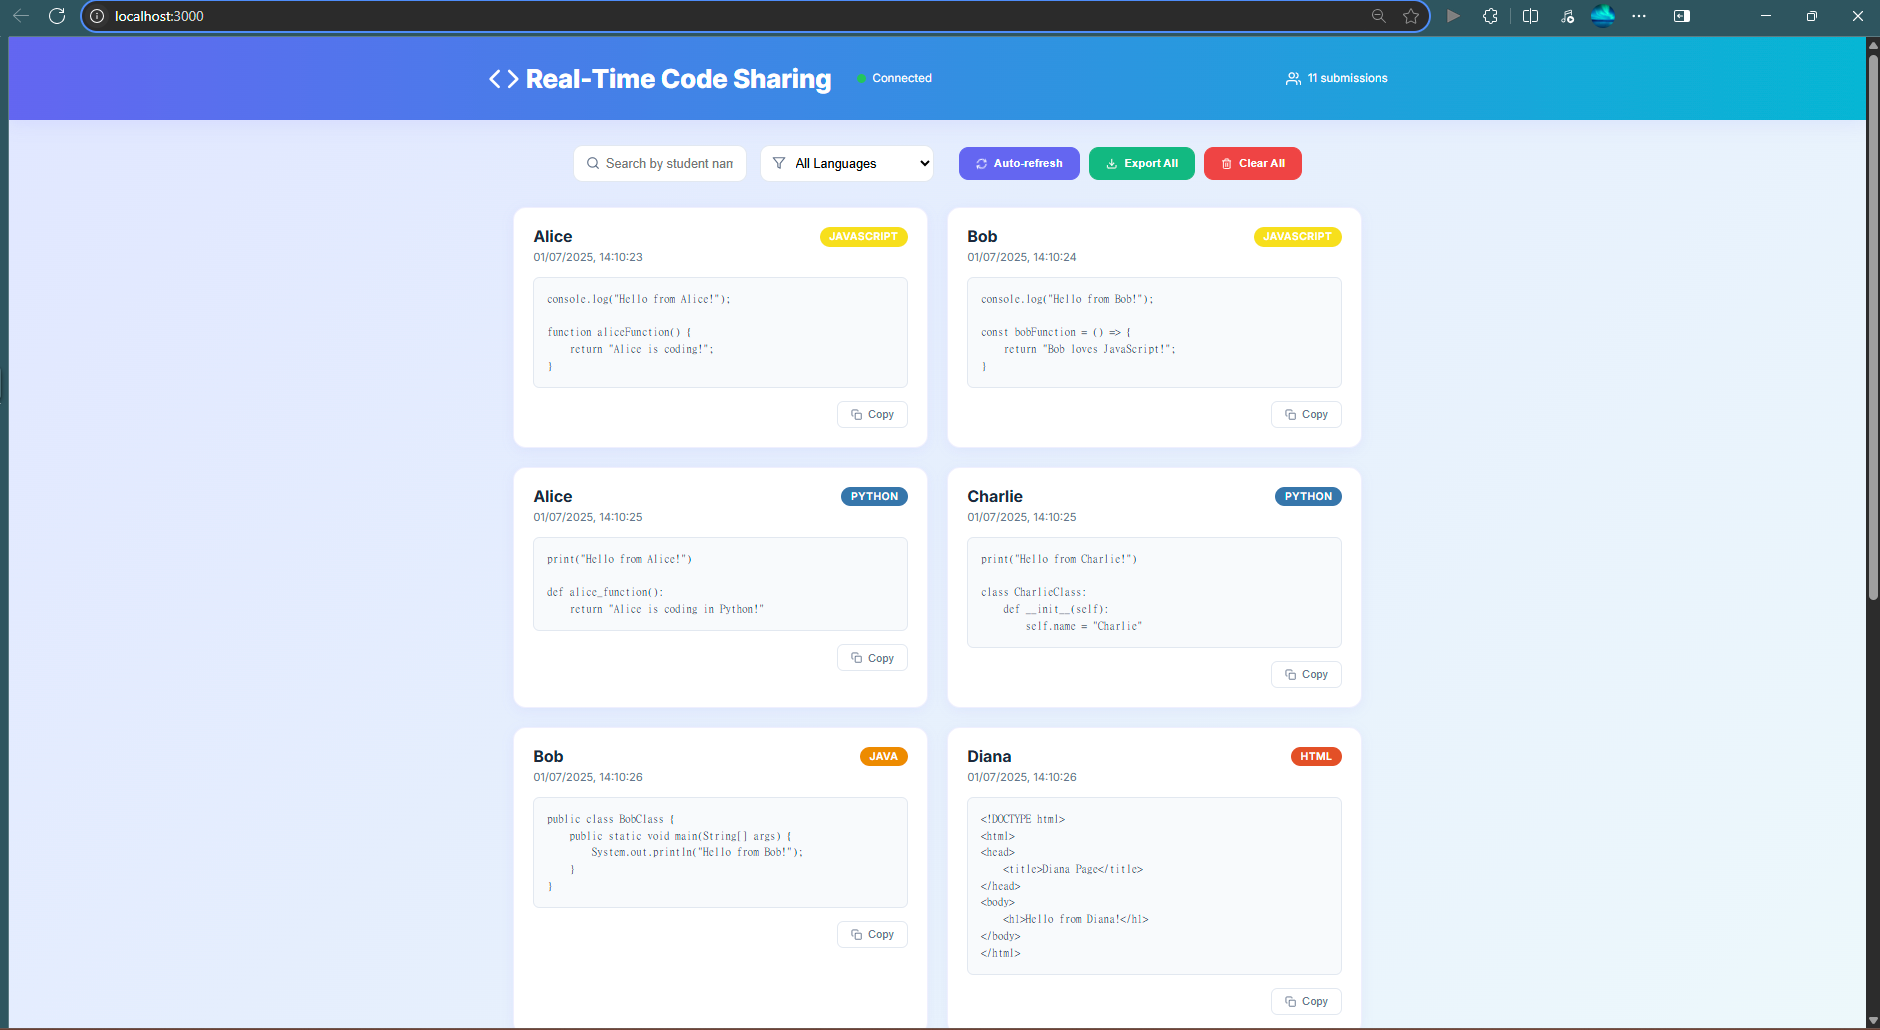 localhost:3000
Real-Time Code Sharing
Connected
11 submissions
Search by student nam
All Languages
Auto-refresh
Export All
Clear All
Alice
JAVASCRIPT
01/07/2025, 14:10:23
console.log("Hello from Alice!");
function aliceFunction() {
    return "Alice is coding!";
}
Copy
Bob
JAVASCRIPT
01/07/2025, 14:10:24
console.log("Hello from Bob!");
const bobFunction = () => {
    return "Bob loves JavaScript!";
}
Copy
Alice
PYTHON
01/07/2025, 14:10:25
print("Hello from Alice!")
def alice_function():
    return "Alice is coding in Python!"
Copy
Charlie
PYTHON
01/07/2025, 14:10:25
print("Hello from Charlie!")
class CharlieClass:
    def __init__(self):
        self.name = "Charlie"
Copy
Bob
JAVA
01/07/2025, 14:10:26
public class BobClass {
    public static void main(String[] args) {
        System.out.println("Hello from Bob!");
    }
}
Copy
Diana
HTML
01/07/2025, 14:10:26
<!DOCTYPE html>
<html>
<head>
    <title>Diana Page</title>
</head>
<body>
    <h1>Hello from Diana!</h1>
</body>
</html>
Copy